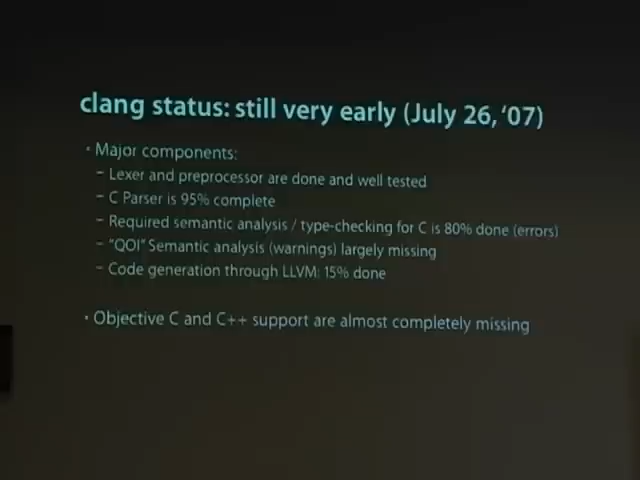 clang status: still very early (July 26, ‘07)
• Major components:
– Lexer and preprocessor are done and well tested
– C Parser is 95% complete
– Required semantic analysis / type-checking for C is 80% done (errors)
– “QOI” Semantic analysis (warnings) largely missing
– Code generation through LLVM: 15% done
• Objective C and C++ support are almost completely missing